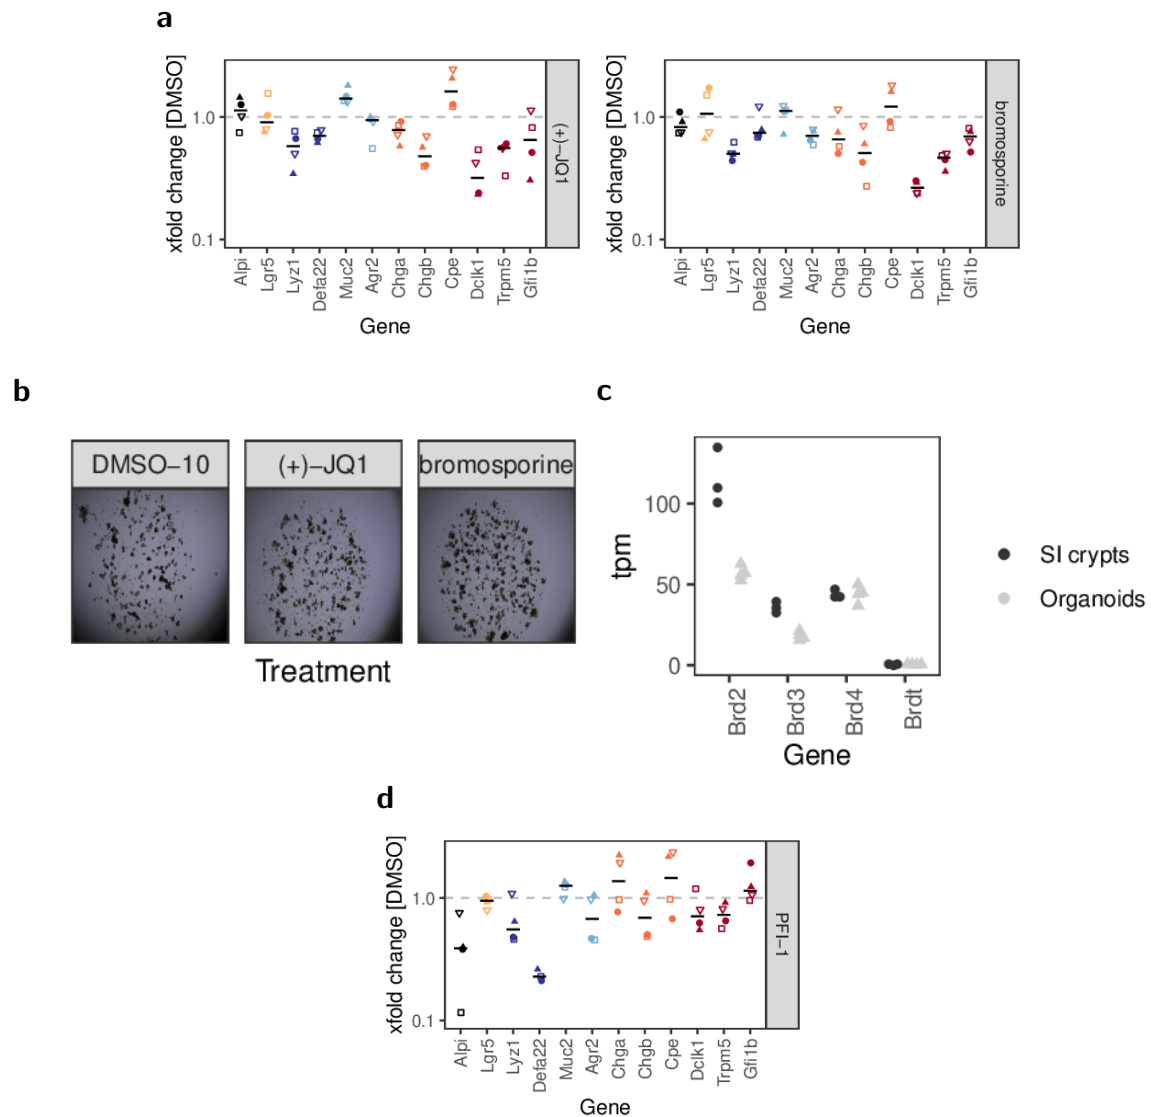 a
xfold change [DMSO]
1.0
0.1
Alpi
Lgr5
Lyz1
Defa22
Muc2
Agr2
Chga
Chgb
Cpe
Dclk1
Trpm5
Gfi1b
Gene
(+)−JQ1
xfold change [DMSO]
1.0
0.1
Alpi
Lgr5
Lyz1
Defa22
Muc2
Agr2
Chga
Chgb
Cpe
Dclk1
Trpm5
Gfi1b
Gene
bromosporine
b
DMSO−10
(+)−JQ1
bromosporine
Treatment
c
tpm
100
50
0
Brd2
Brd3
Brd4
Brdt
Gene
SI crypts
Organoids
d
xfold change [DMSO]
1.0
0.1
Alpi
Lgr5
Lyz1
Defa22
Muc2
Agr2
Chga
Chgb
Cpe
Dclk1
Trpm5
Gfi1b
Gene
PFI−1